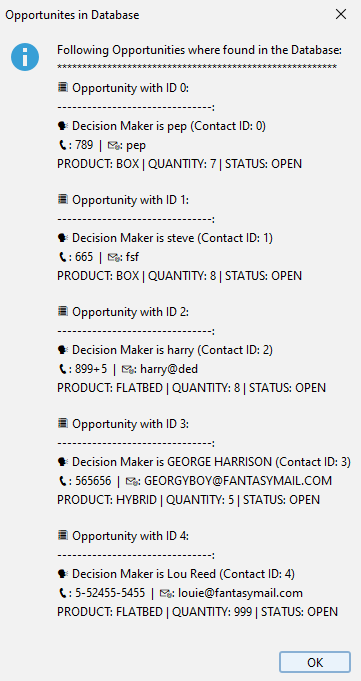 Opportunites in Database
Following Opportunities where found in the Database:
********************************************************
Opportunity with ID 0:
-------------------------------:
Decision Maker is pep (Contact ID: 0)
: 789 | : pep
PRODUCT: BOX | QUANTITY: 7 | STATUS: OPEN
Opportunity with ID 1:
-------------------------------:
Decision Maker is steve (Contact ID: 1)
: 665 | : fsf
PRODUCT: BOX | QUANTITY: 8 | STATUS: OPEN
Opportunity with ID 2:
-------------------------------:
Decision Maker is harry (Contact ID: 2)
: 899+5 | : harry@ded
PRODUCT: FLATBED | QUANTITY: 8 | STATUS: OPEN
Opportunity with ID 3:
-------------------------------:
Decision Maker is GEORGE HARRISON (Contact ID: 3)
: 565656 | : GEORGYBOY@FANTASYMAIL.COM
PRODUCT: HYBRID | QUANTITY: 5 | STATUS: OPEN
Opportunity with ID 4:
-------------------------------:
Decision Maker is Lou Reed (Contact ID: 4)
: 5-52455-5455 | : louie@fantasymail.com
PRODUCT: FLATBED | QUANTITY: 999 | STATUS: OPEN
OK